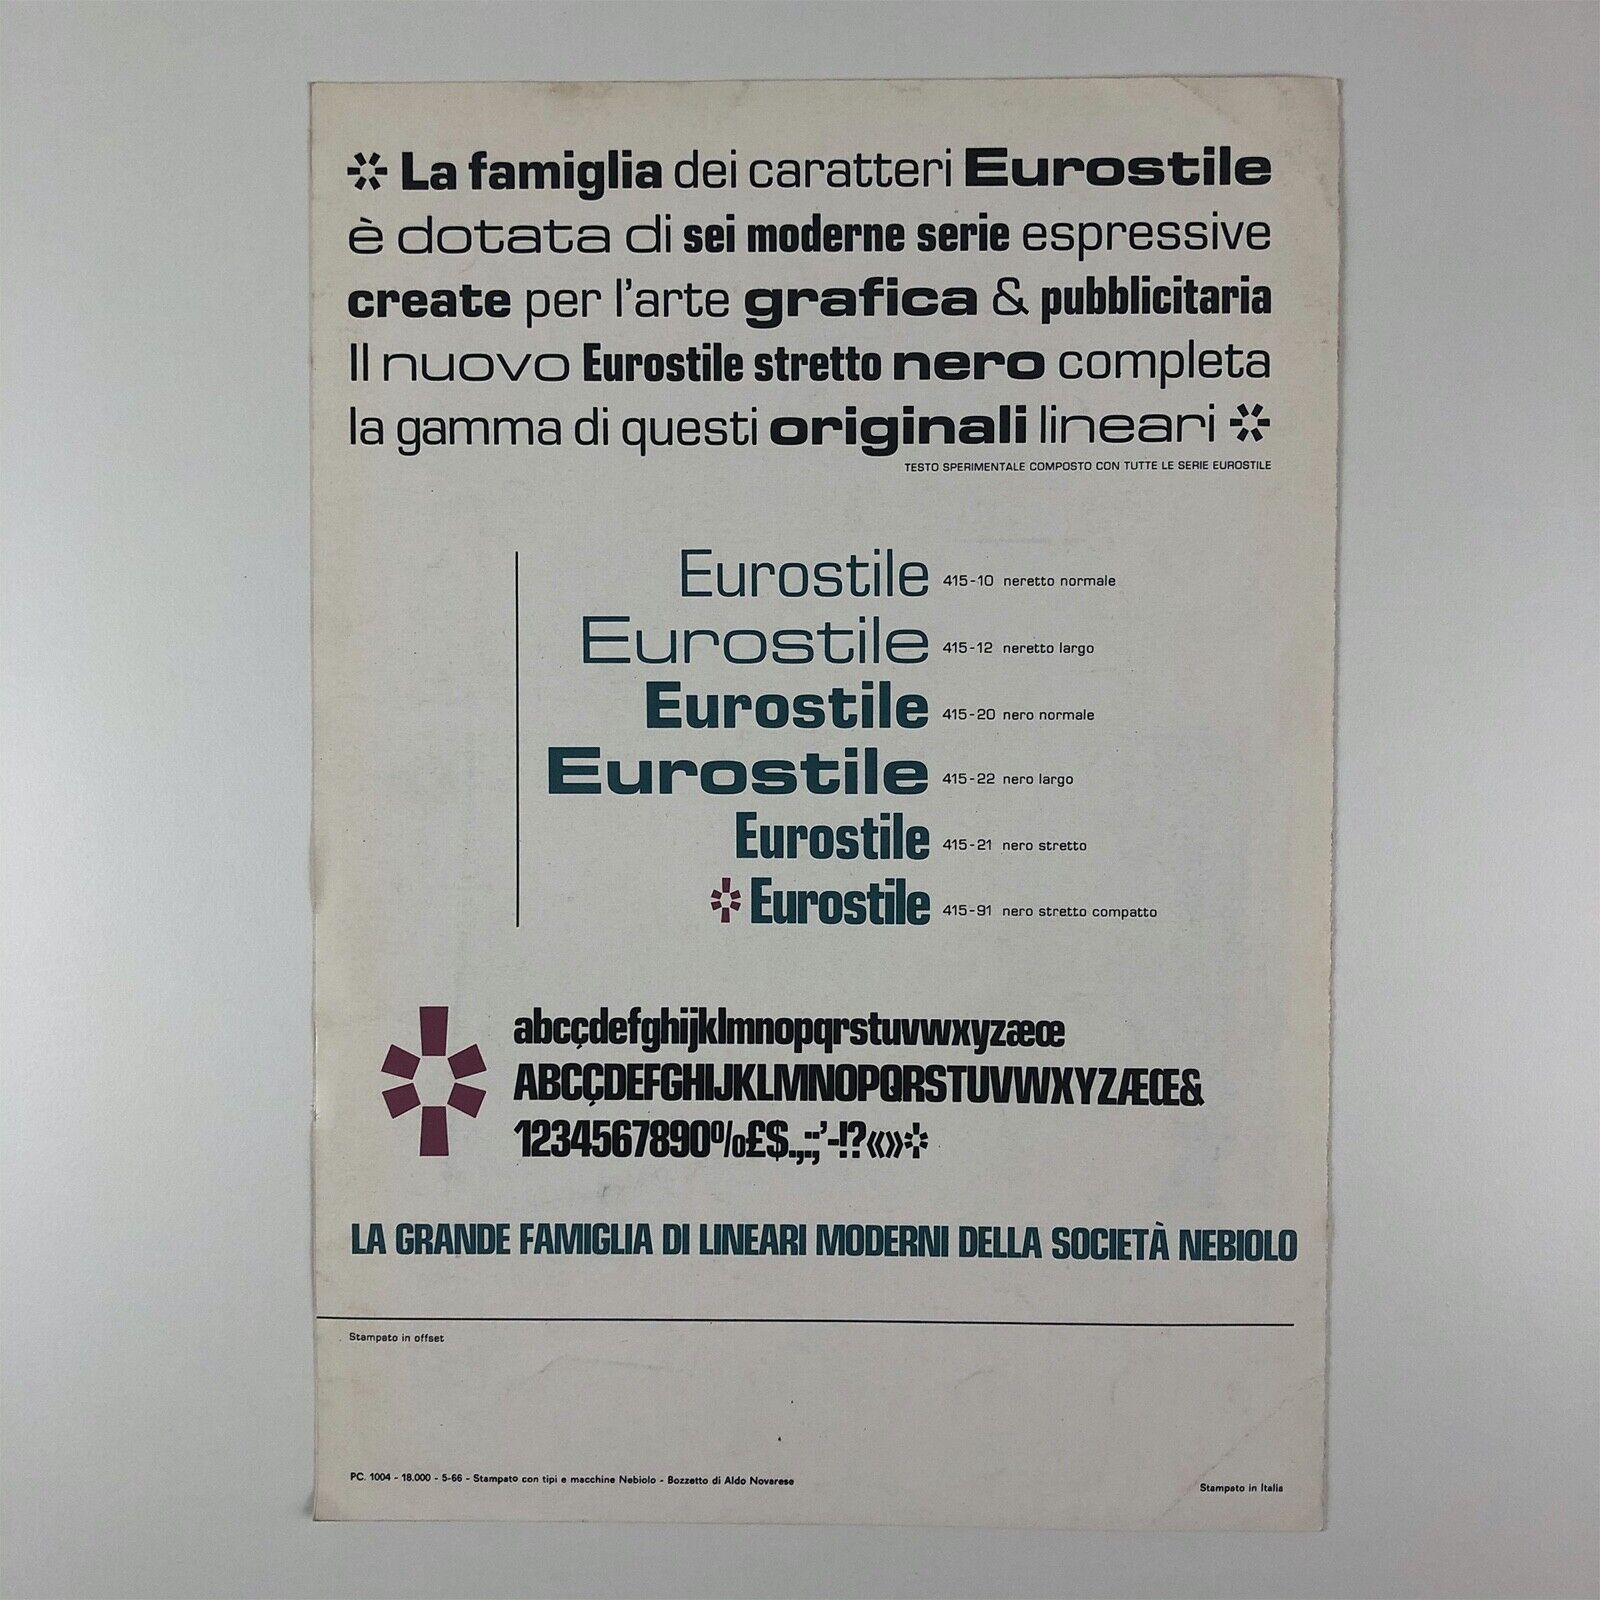 * La famiglia dei caratteri Eurostile
è dotata di sei moderne serie espressive
create per l'arte grafica & pubblicitaria
Il nuovo Eurostile stretto nero completa
la gamma di questi originali lineari *
TESTO SPERIMENTALE COMPOSTO CON TUTTE LE SERIE EUROSTILE
Eurostile 415-10 neretto normale
Eurostile 415-12 neretto largo
Eurostile 415-20 nero normale
Eurostile 415-22 nero largo
Eurostile 415-21 nero stretto
* Eurostile 415-91 nero stretto compatto
abcçdefghijklmnopqrstuvwxyzæœ
ABCÇDEFGHIJKLMNOPQRSTUVWXYZÆŒ&
1234567890%£$.,:;'-!?«»*
LA GRANDE FAMIGLIA DI LINEARI MODERNI DELLA SOCIETÀ NEBIOLO
Stampato in offset
PC. 1004 - 18.000 - 5-66 - Stampato con tipi e macchine Nebiolo - Bozzetto di Aldo Novarese
Stampato in Italia